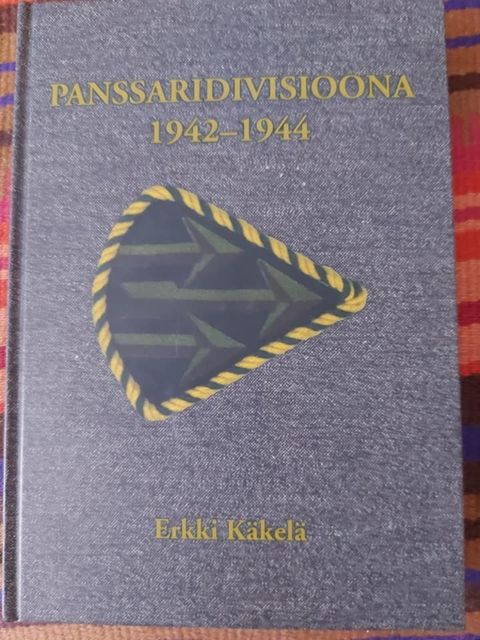 PANSSARIDIVISIOONA
1942–1944
Erkki Käkelä